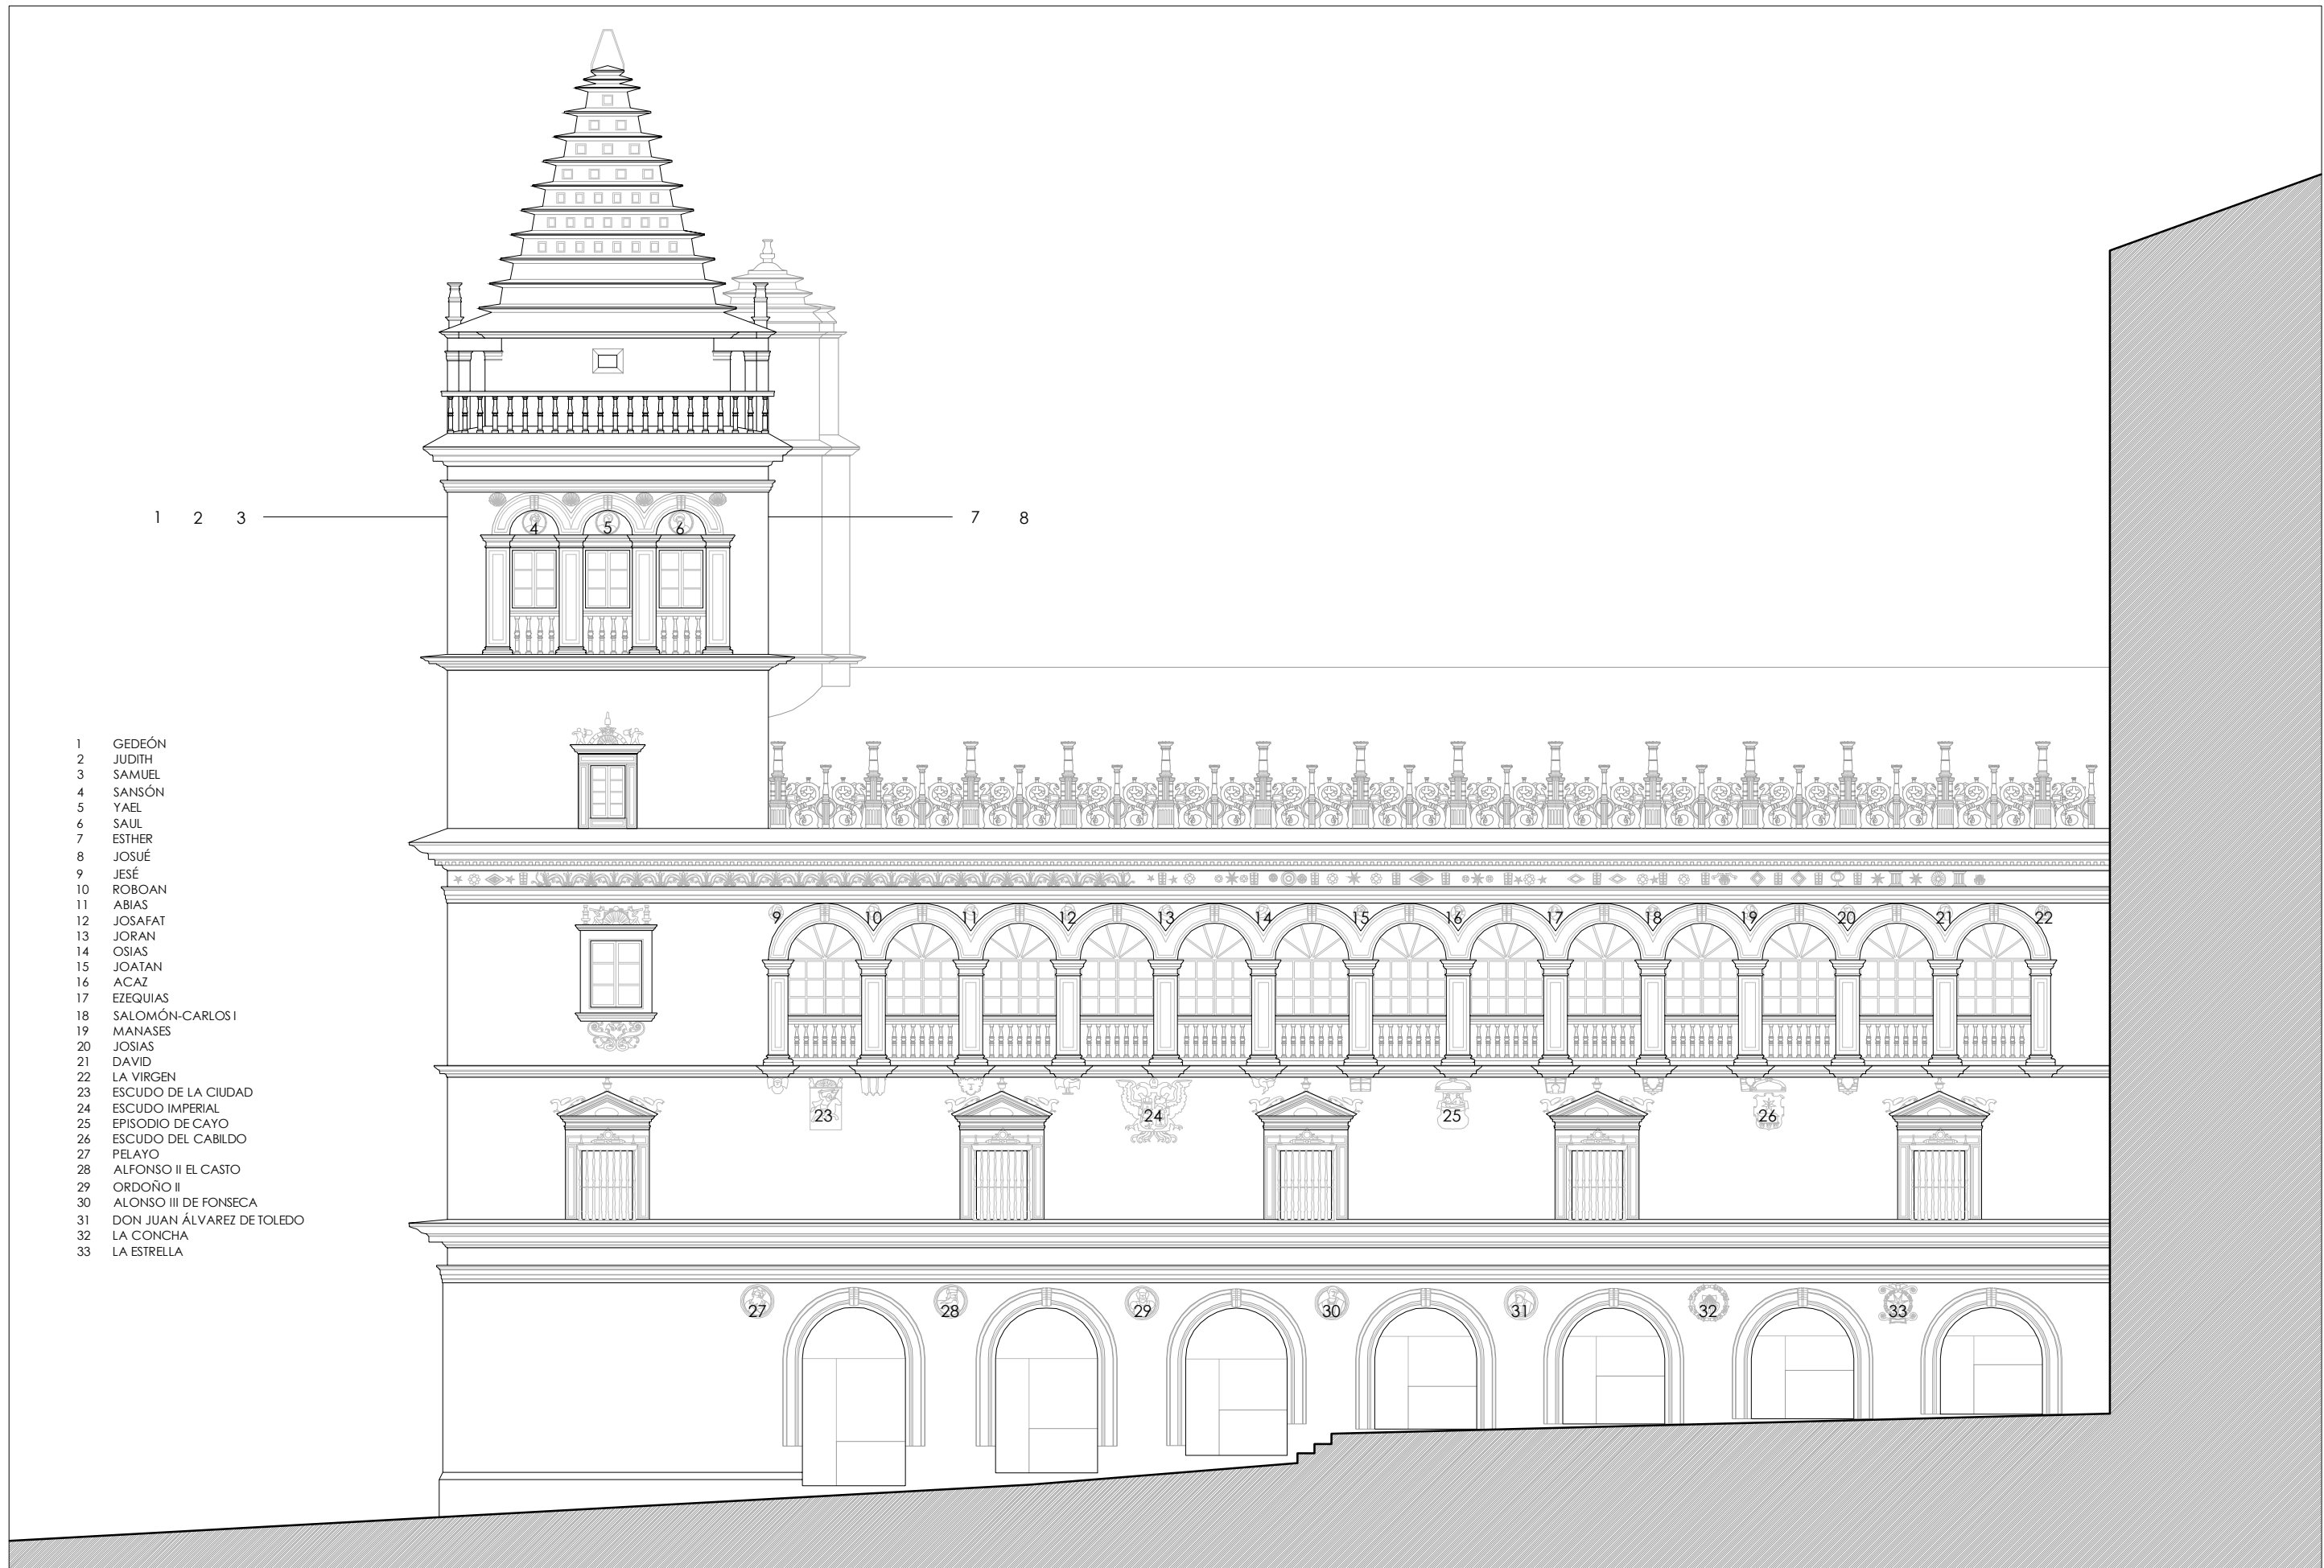 1 2 3
4 5 6
7 8
1 GEDEÓN
2 JUDITH
3 SAMUEL
4 SANSÓN
5 YAEL
6 SAUL
7 ESTHER
8 JOSUÉ
9 JESÉ
10 ROBOAN
11 ABIAS
12 JOSAFAT
13 JORAN
14 OSIAS
15 JOATAN
16 ACAZ
17 EZEQUIAS
18 SALOMÓN-CARLOS I
19 MANASES
20 JOSIAS
21 DAVID
22 LA VIRGEN
23 ESCUDO DE LA CIUDAD
24 ESCUDO IMPERIAL
25 EPISODIO DE CAYO
26 ESCUDO DEL CABILDO
27 PELAYO
28 ALFONSO II EL CASTO
29 ORDOÑO II
30 ALONSO III DE FONSECA
31 DON JUAN ÁLVAREZ DE TOLEDO
32 LA CONCHA
33 LA ESTRELLA
9 10 11 12 13 14 15 16 17 18 19 20 21 22
23 24 25 26
27 28 29 30 31 32 33